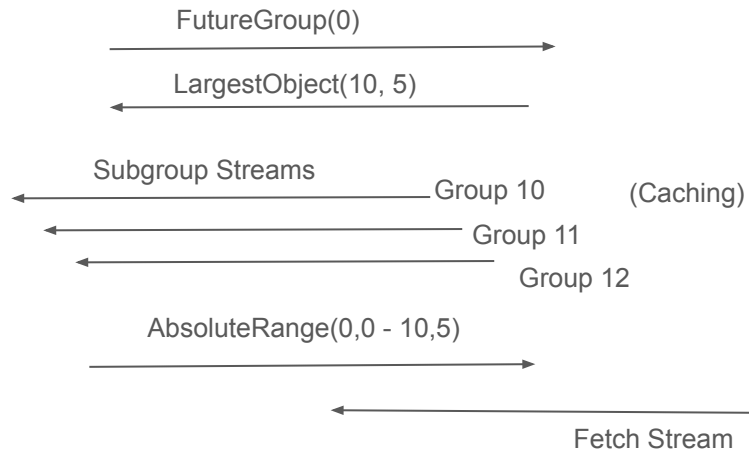 FutureGroup(0)
LargestObject(10, 5)
Subgroup Streams
Group 10
(Caching)
Group 11
Group 12
AbsoluteRange(0,0 - 10,5)
Fetch Stream